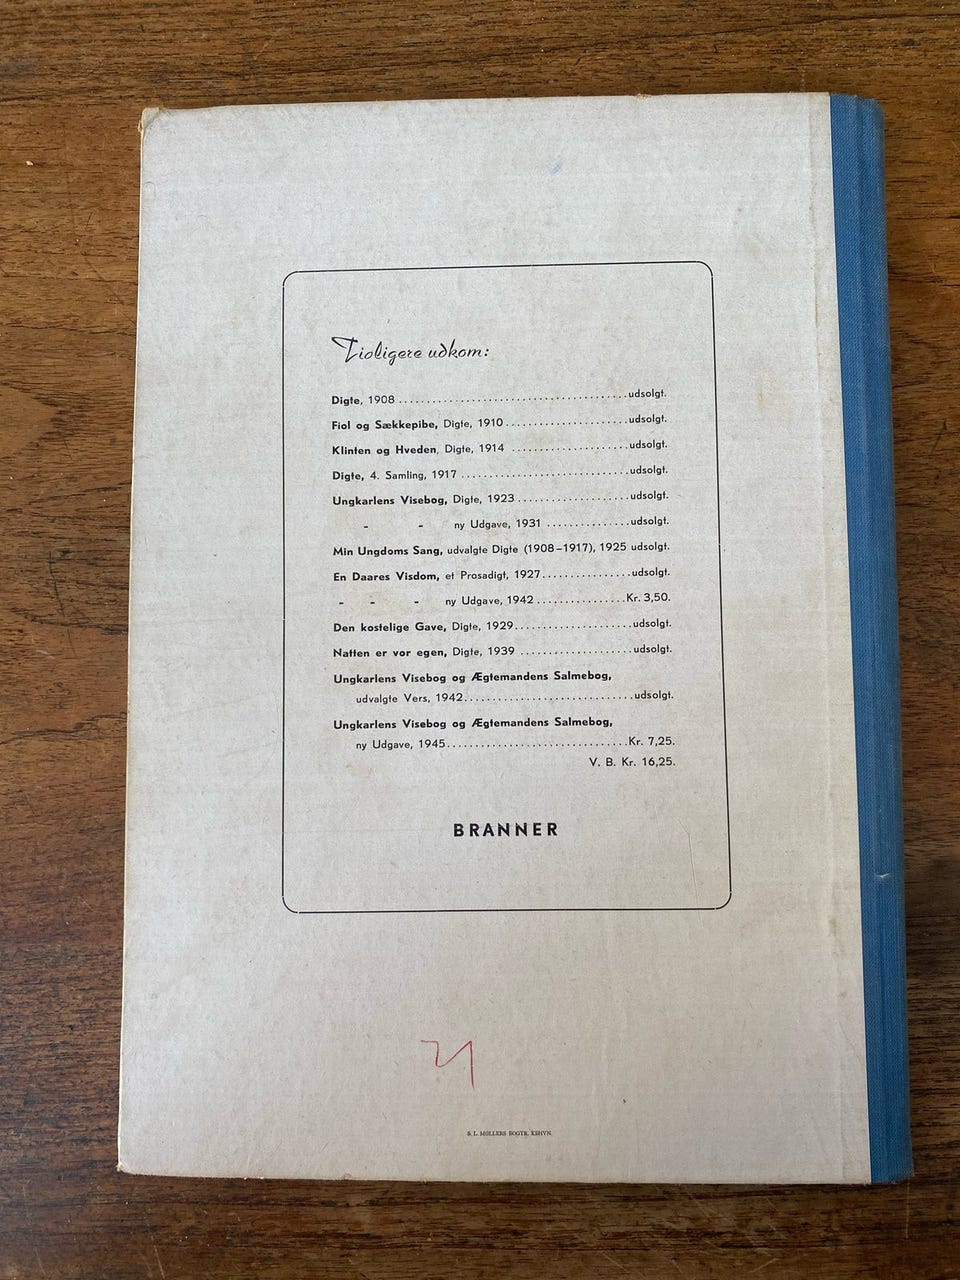 Tidligere udkom:
Digte, 1908 ........................................udsolgt.
Fiol og Sækkepibe, Digte, 1910......................udsolgt.
Klinten og Hveden, Digte, 1914 .....................udsolgt.
Digte, 4. Samling, 1917 ..............................udsolgt.
Ungkarlens Visebog, Digte, 1923....................udsolgt.
- - ny Udgave, 1931 ...............udsolgt.
Min Ungdoms Sang, udvalgte Digte (1908-1917), 1925 udsolgt.
En Daares Visdom, et Prosadigt, 1927................udsolgt.
- - - ny Udgave, 1942................Kr. 3,50.
Den kostelige Gave, Digte, 1929.....................udsolgt.
Natten er vor egen, Digte, 1939 ....................udsolgt.
Ungkarlens Visebog og Ægtemandens Salmebog,
udvalgte Vers, 1942..............................udsolgt.
Ungkarlens Visebog og Ægtemandens Salmebog,
ny Udgave, 1945................................Kr. 7,25.
V. B. Kr. 16,25.
BRANNER
21
S. L. MØLLERS BOGTR. KBHVN.